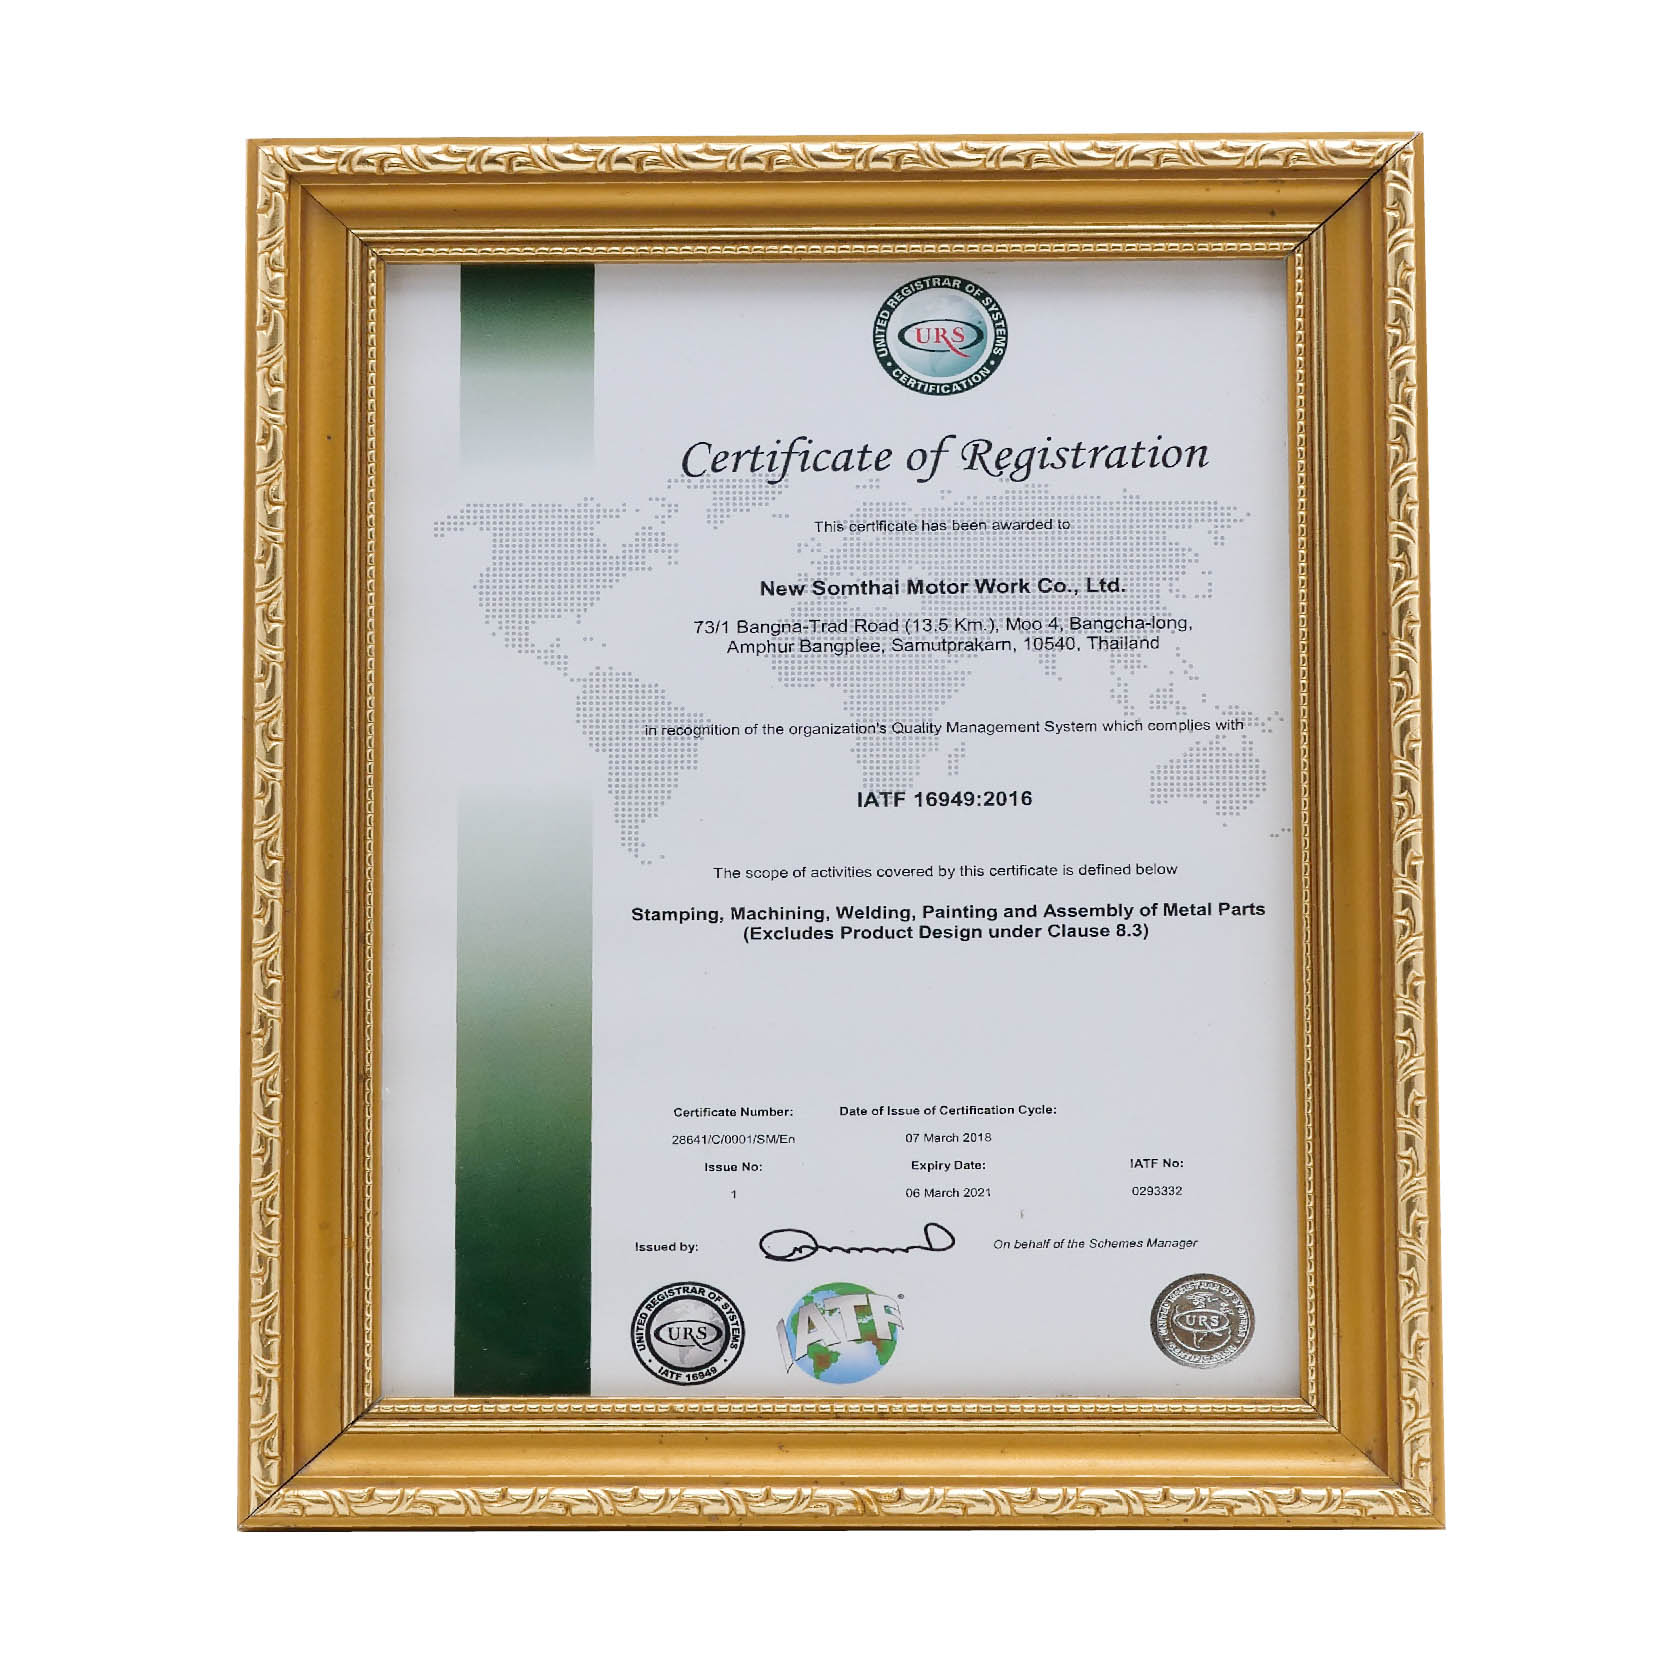 UNITED REGISTRAR OF SYSTEMS
URS
• CERTIFICATION •
Certificate of Registration
This certificate has been awarded to
New Somthai Motor Work Co., Ltd.
73/1 Bangna-Trad Road (13.5 Km.), Moo 4, Bangcha-long,
Amphur Bangplee, Samutprakarn, 10540, Thailand
in recognition of the organization's Quality Management System which complies with
IATF 16949:2016
The scope of activities covered by this certificate is defined below
Stamping, Machining, Welding, Painting and Assembly of Metal Parts
(Excludes Product Design under Clause 8.3)
Certificate Number: Date of Issue of Certification Cycle:
28641/C/0001/SM/En 07 March 2018
Issue No: Expiry Date: IATF No:
1 06 March 2021 0293332
Issued by: On behalf of the Schemes Manager
UNITED REGISTRAR OF SYSTEMS
URS
• IATF 16949 •
IATF®
URS